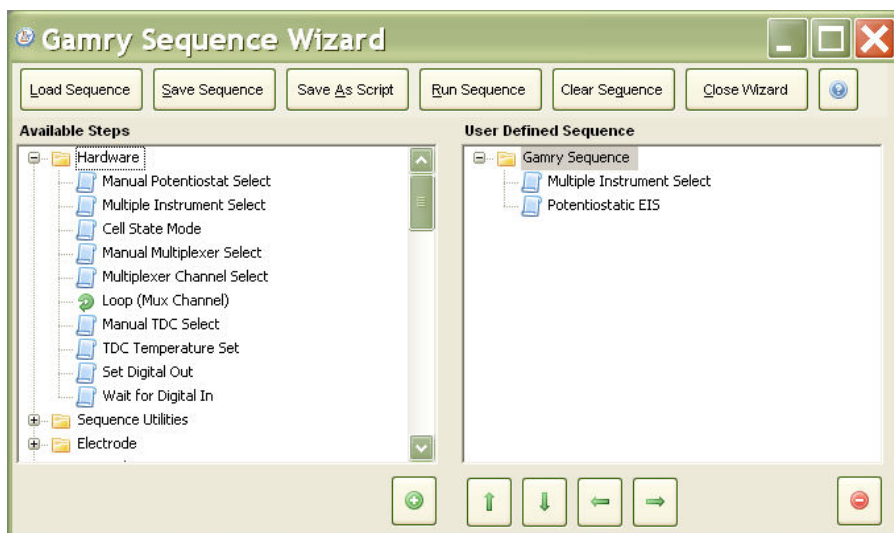 Gamry Sequence Wizard
Load Sequence
Save Sequence
Save As Script
Run Sequence
Clear Sequence
Close Wizard
Available Steps
Hardware
Manual Potentiostat Select
Multiple Instrument Select
Cell State Mode
Manual Multiplexer Select
Multiplexer Channel Select
Loop (Mux Channel)
Manual TDC Select
TDC Temperature Set
Set Digital Out
Wait for Digital In
Sequence Utilities
Electrode
User Defined Sequence
Gamry Sequence
Multiple Instrument Select
Potentiostatic EIS